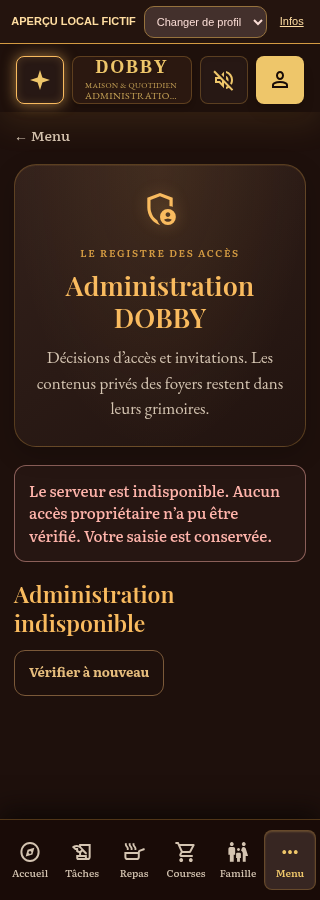 APERÇU LOCAL FICTIF
Changer de profil
Infos
DOBBY
MAISON & QUOTIDIEN
ADMINISTRATIO…
← Menu
LE REGISTRE DES ACCÈS
Administration
DOBBY
Décisions d’accès et invitations. Les
contenus privés des foyers restent dans
leurs grimoires.
Le serveur est indisponible. Aucun
accès propriétaire n’a pu être
vérifié. Votre saisie est conservée.
Administration
indisponible
Vérifier à nouveau
Accueil
Tâches
Repas
Courses
Famille
Menu